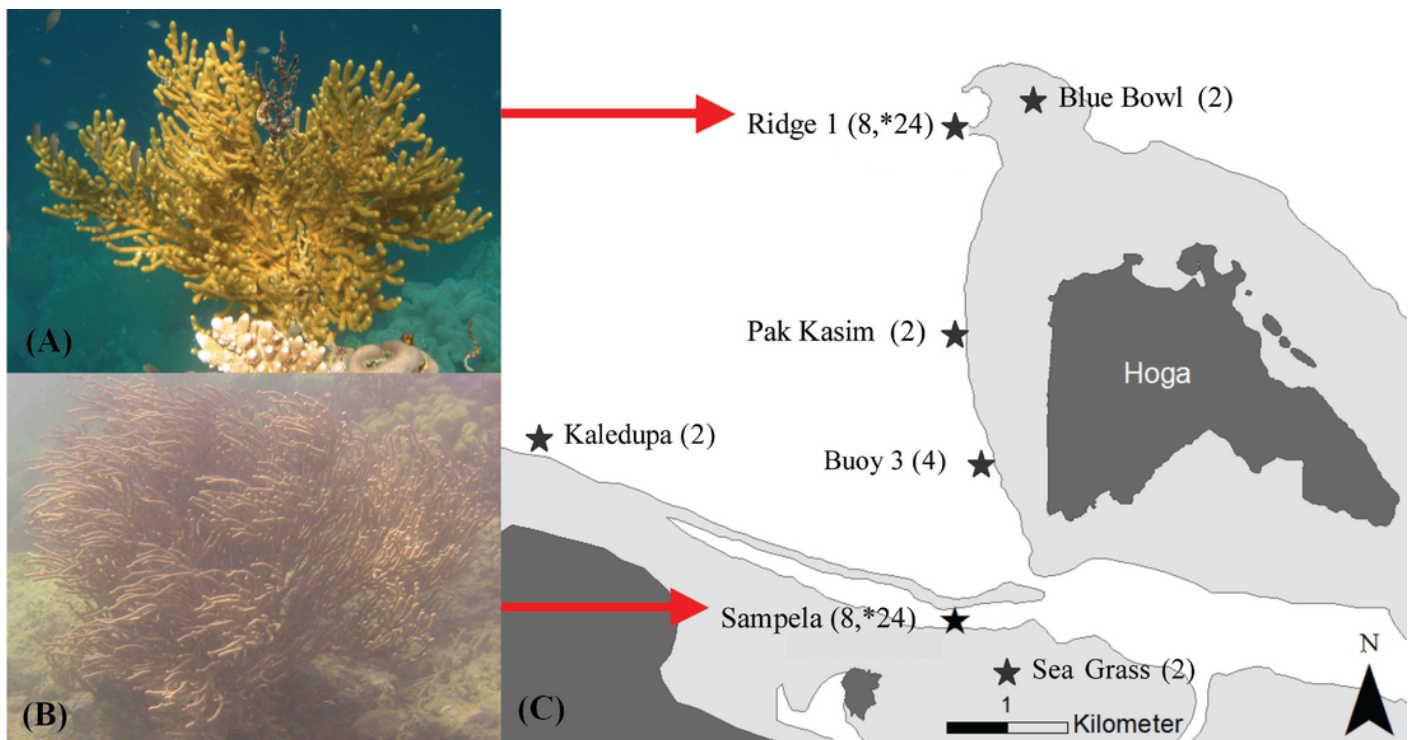 (A)
(B)
(C)
Blue Bowl (2)
Ridge 1 (8,*24)
Pak Kasim (2)
Hoga
Kaledupa (2)
Buoy 3 (4)
Sampela (8,*24)
N
Sea Grass (2)
1
Kilometer